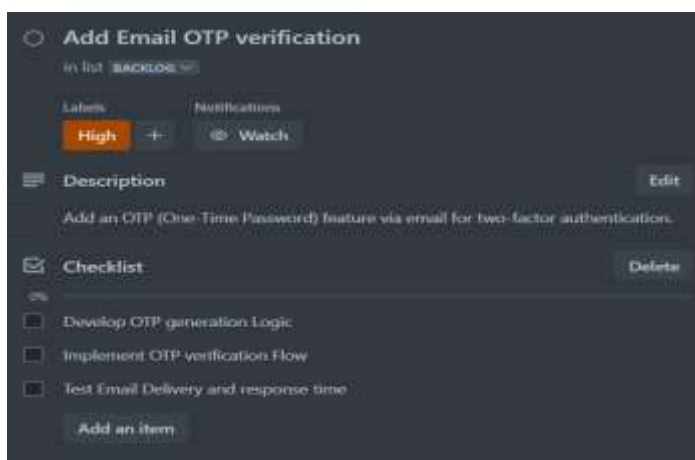 Add Email OTP verification
in list BACKLOG
Labels Notifications
High + Watch
Description Edit
Add an OTP (One-Time Password) feature via email for two-factor authentication.
Checklist Delete
0%
Develop OTP generation Logic
Implement OTP verification Flow
Test Email Delivery and response time
Add an item